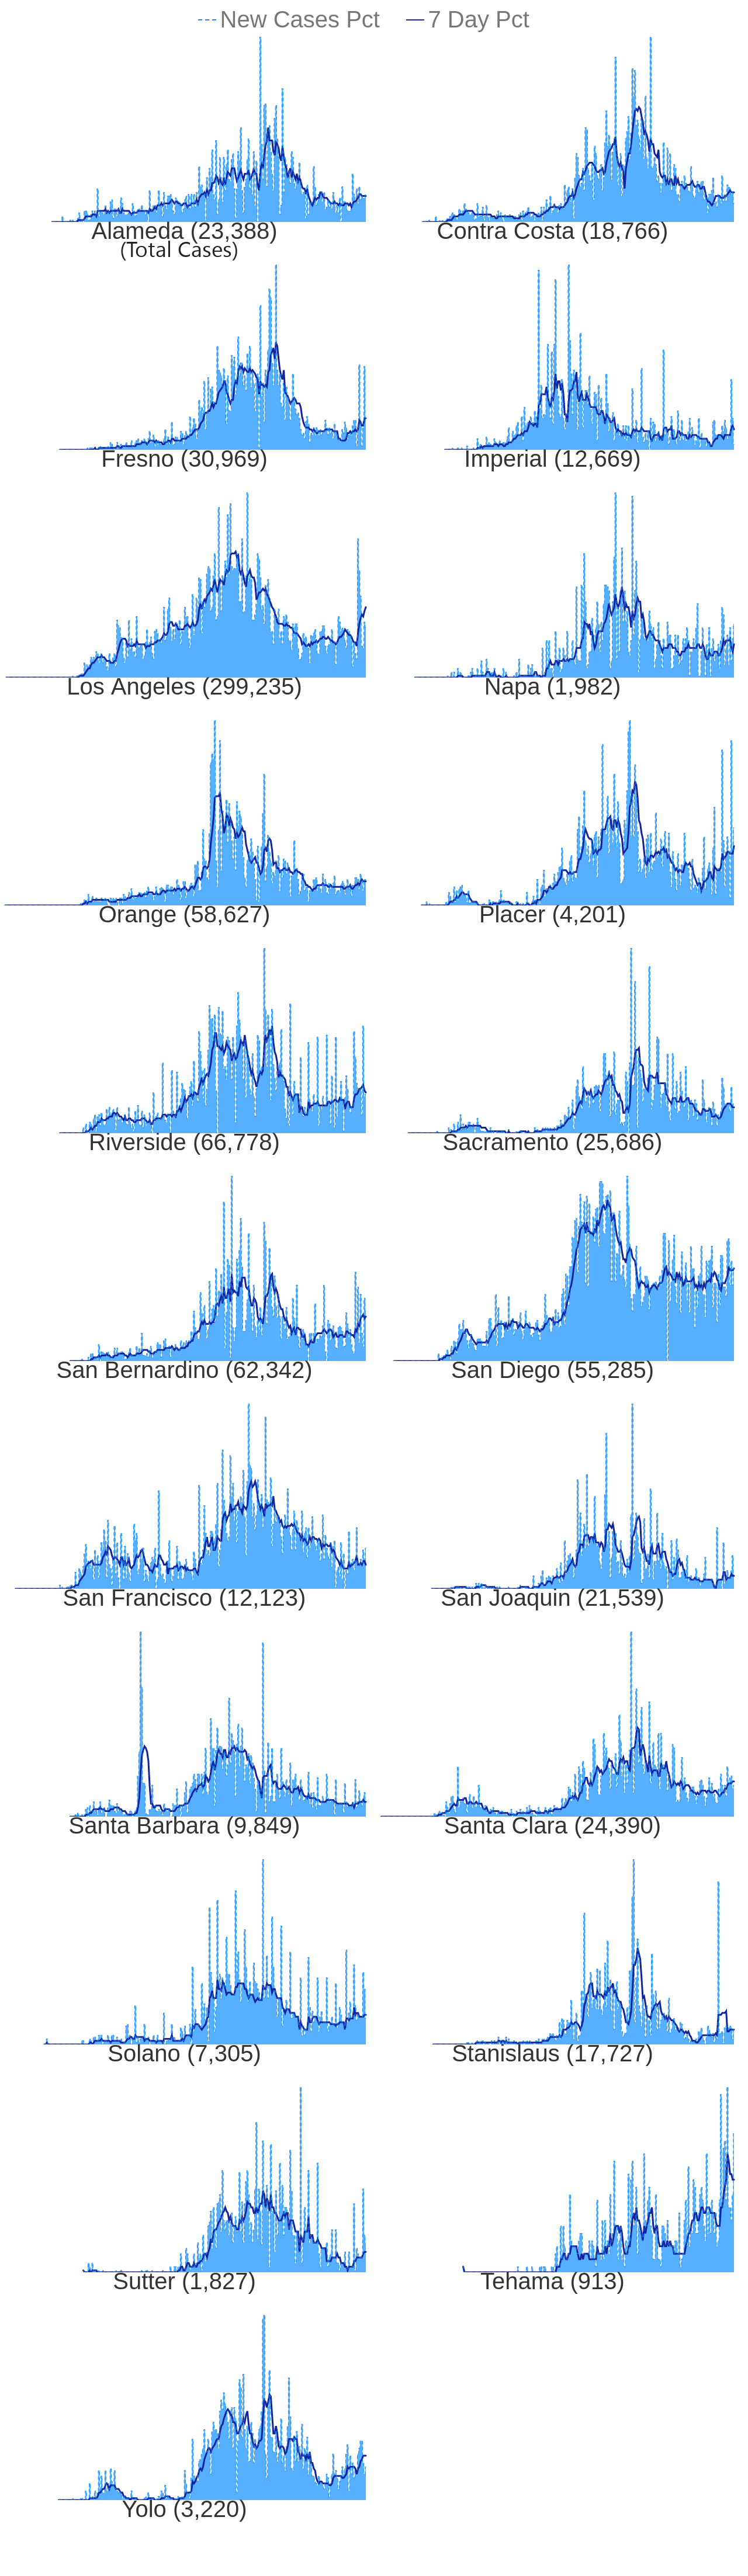 New Cases Pct 7 Day Pct
Alameda (23,388) Contra Costa (18,766)
(Total Cases)
Fresno (30,969) Imperial (12,669)
Los Angeles (299,235) Napa (1,982)
Orange (58,627) Placer (4,201)
Riverside (66,778) Sacramento (25,686)
San Bernardino (62,342) San Diego (55,285)
San Francisco (12,123) San Joaquin (21,539)
Santa Barbara (9,849) Santa Clara (24,390)
Solano (7,305) Stanislaus (17,727)
Sutter (1,827) Tehama (913)
Yolo (3,220)